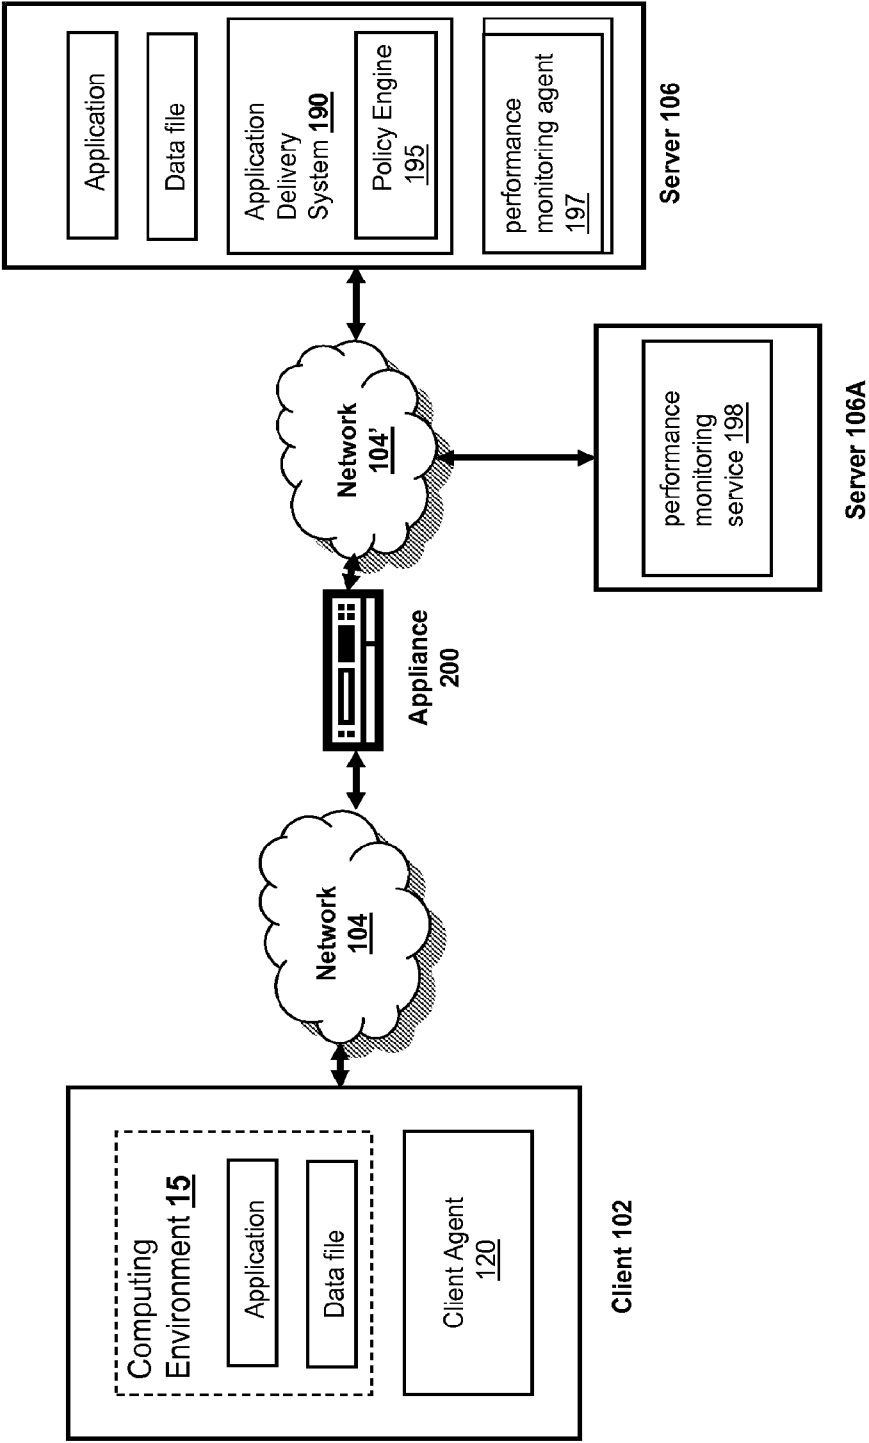 Computing
Environment 15
Application
Data file
Client Agent
120
Client 102
Network
104
Appliance
200
Network
104'
performance
monitoring
service 198
Server 106A
Application
Data file
Application
Delivery
System 190
Policy Engine
195
performance
monitoring agent
197
Server 106